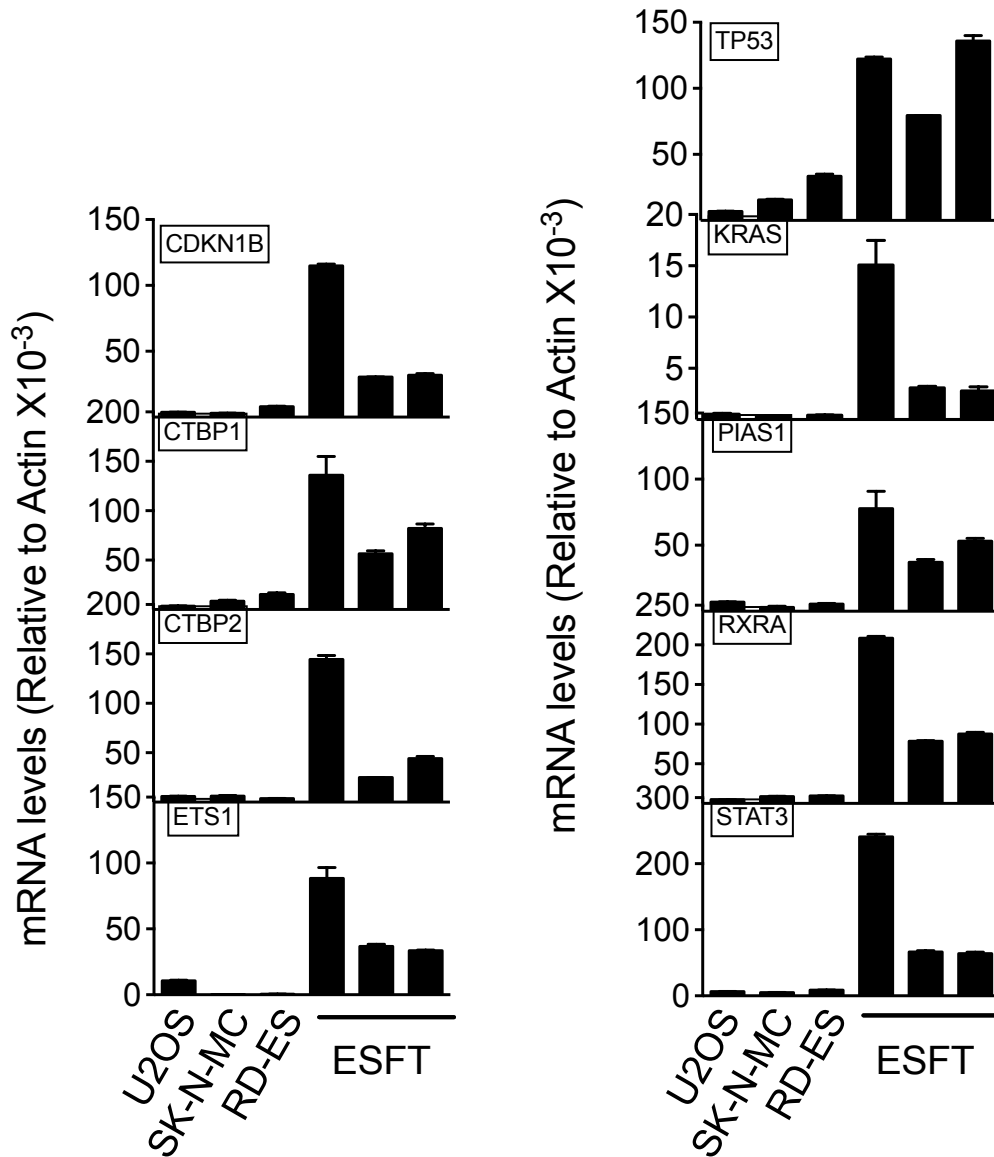 mRNA levels (Relative to Actin X10-3)
150
CDKN1B
100
50
200
CTBP1
150
100
50
200
CTBP2
150
100
50
150
ETS1
100
50
0
U2OS
SK-N-MC
RD-ES
ESFT
mRNA levels (Relative to Actin X10-3)
150
TP53
100
50
20
KRAS
15
10
5
150
PIAS1
100
50
250
RXRA
200
150
100
50
300
STAT3
200
100
0
U2OS
SK-N-MC
RD-ES
ESFT